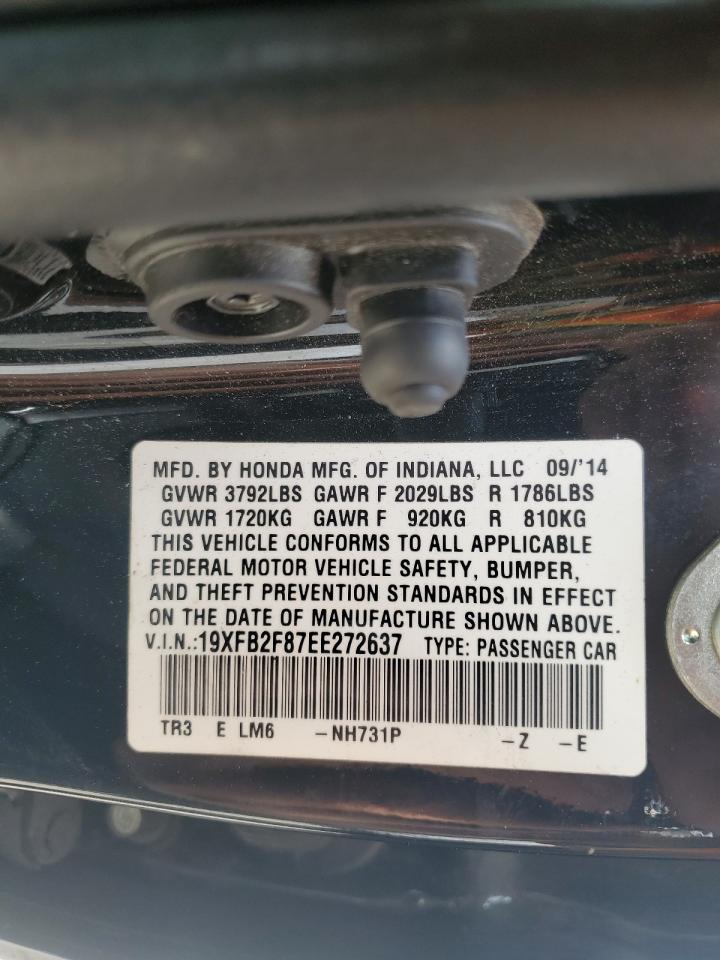 MFD. BY HONDA MFG. OF INDIANA, LLC 09/'14
GVWR 3792LBS GAWR F 2029LBS R 1786LBS
GVWR 1720KG GAWR F 920KG R 810KG
THIS VEHICLE CONFORMS TO ALL APPLICABLE
FEDERAL MOTOR VEHICLE SAFETY, BUMPER,
AND THEFT PREVENTION STANDARDS IN EFFECT
ON THE DATE OF MANUFACTURE SHOWN ABOVE.
V.I.N.:19XFB2F87EE272637 TYPE: PASSENGER CAR
TR3 E LM6 -NH731P -Z -E